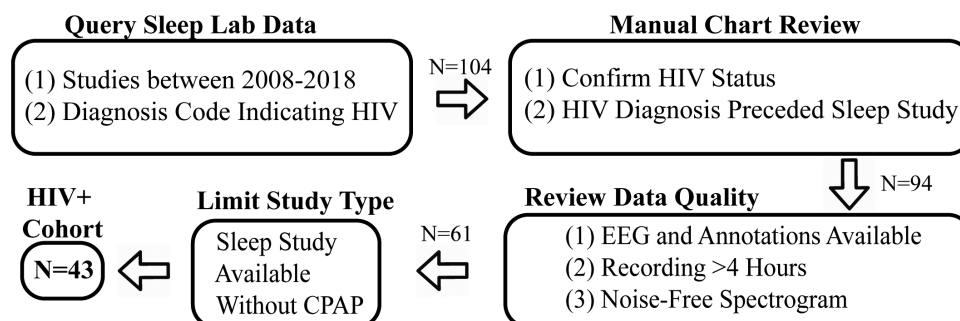 Query Sleep Lab Data
(1) Studies between 2008-2018
(2) Diagnosis Code Indicating HIV
N=104
Manual Chart Review
(1) Confirm HIV Status
(2) HIV Diagnosis Preceded Sleep Study
N=94
Review Data Quality
(1) EEG and Annotations Available
(2) Recording >4 Hours
(3) Noise-Free Spectrogram
N=61
Limit Study Type
Sleep Study
Available
Without CPAP
HIV+
Cohort
N=43